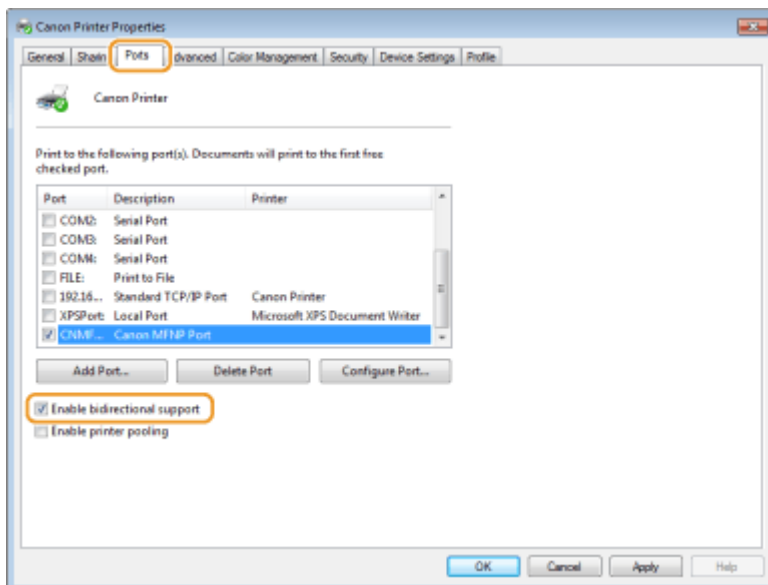 Canon Printer Properties
General Sharin Ports dvanced Color Management Security Device Settings Profile
Canon Printer
Print to the following port(s). Documents will print to the first free
checked port.
Port Description Printer
COM2: Serial Port
COM3: Serial Port
COM4: Serial Port
FILE: Print to File
192.16... Standard TCP/IP Port Canon Printer
XPSPort: Local Port Microsoft XPS Document Writer
CNMF... Canon MFNP Port
Add Port... Delete Port Configure Port...
Enable bidirectional support
Enable printer pooling
OK Cancel Apply Help